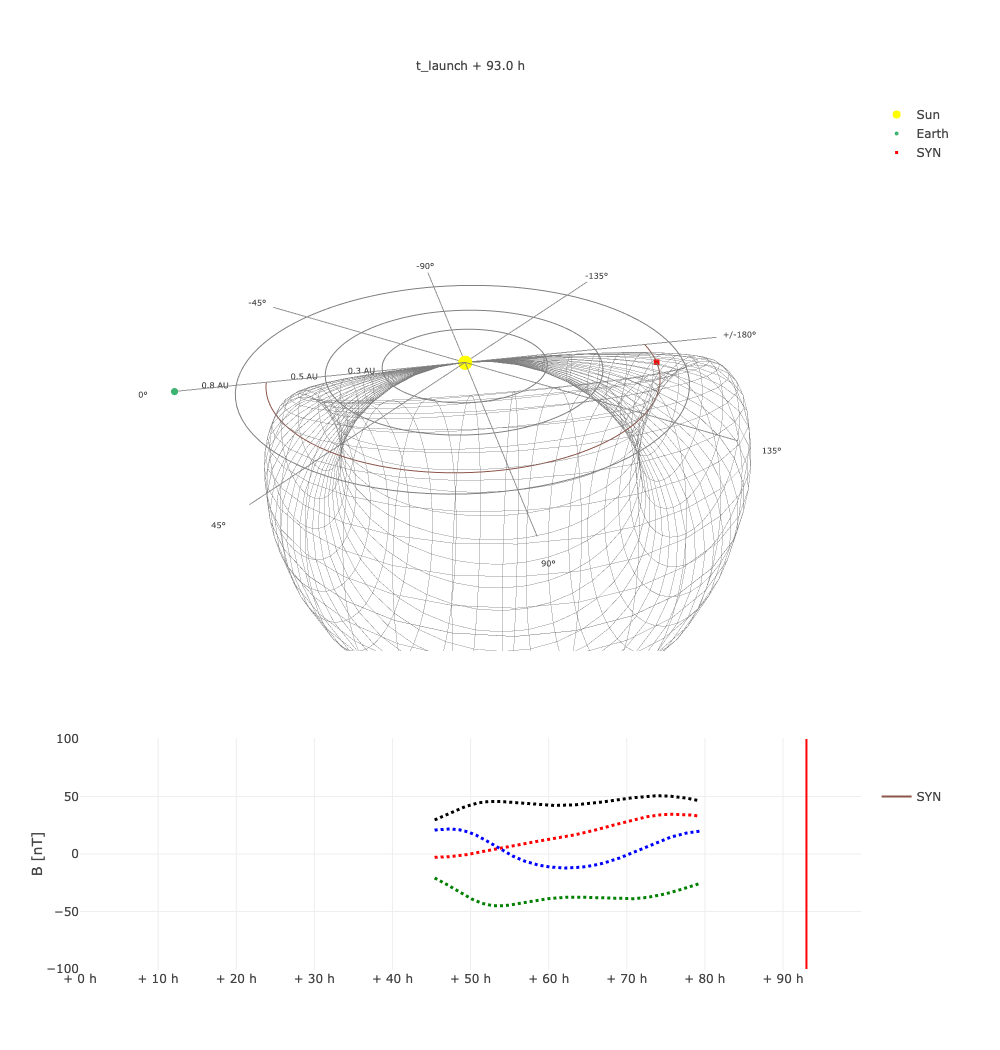 t_launch + 93.0 h
Sun
Earth
SYN
-90°
-135°
-45°
+/-180°
0.3 AU
0.5 AU
0.8 AU
0°
135°
45°
90°
100
50
0
−50
−100
B [nT]
SYN
+ 0 h + 10 h + 20 h + 30 h + 40 h + 50 h + 60 h + 70 h + 80 h + 90 h